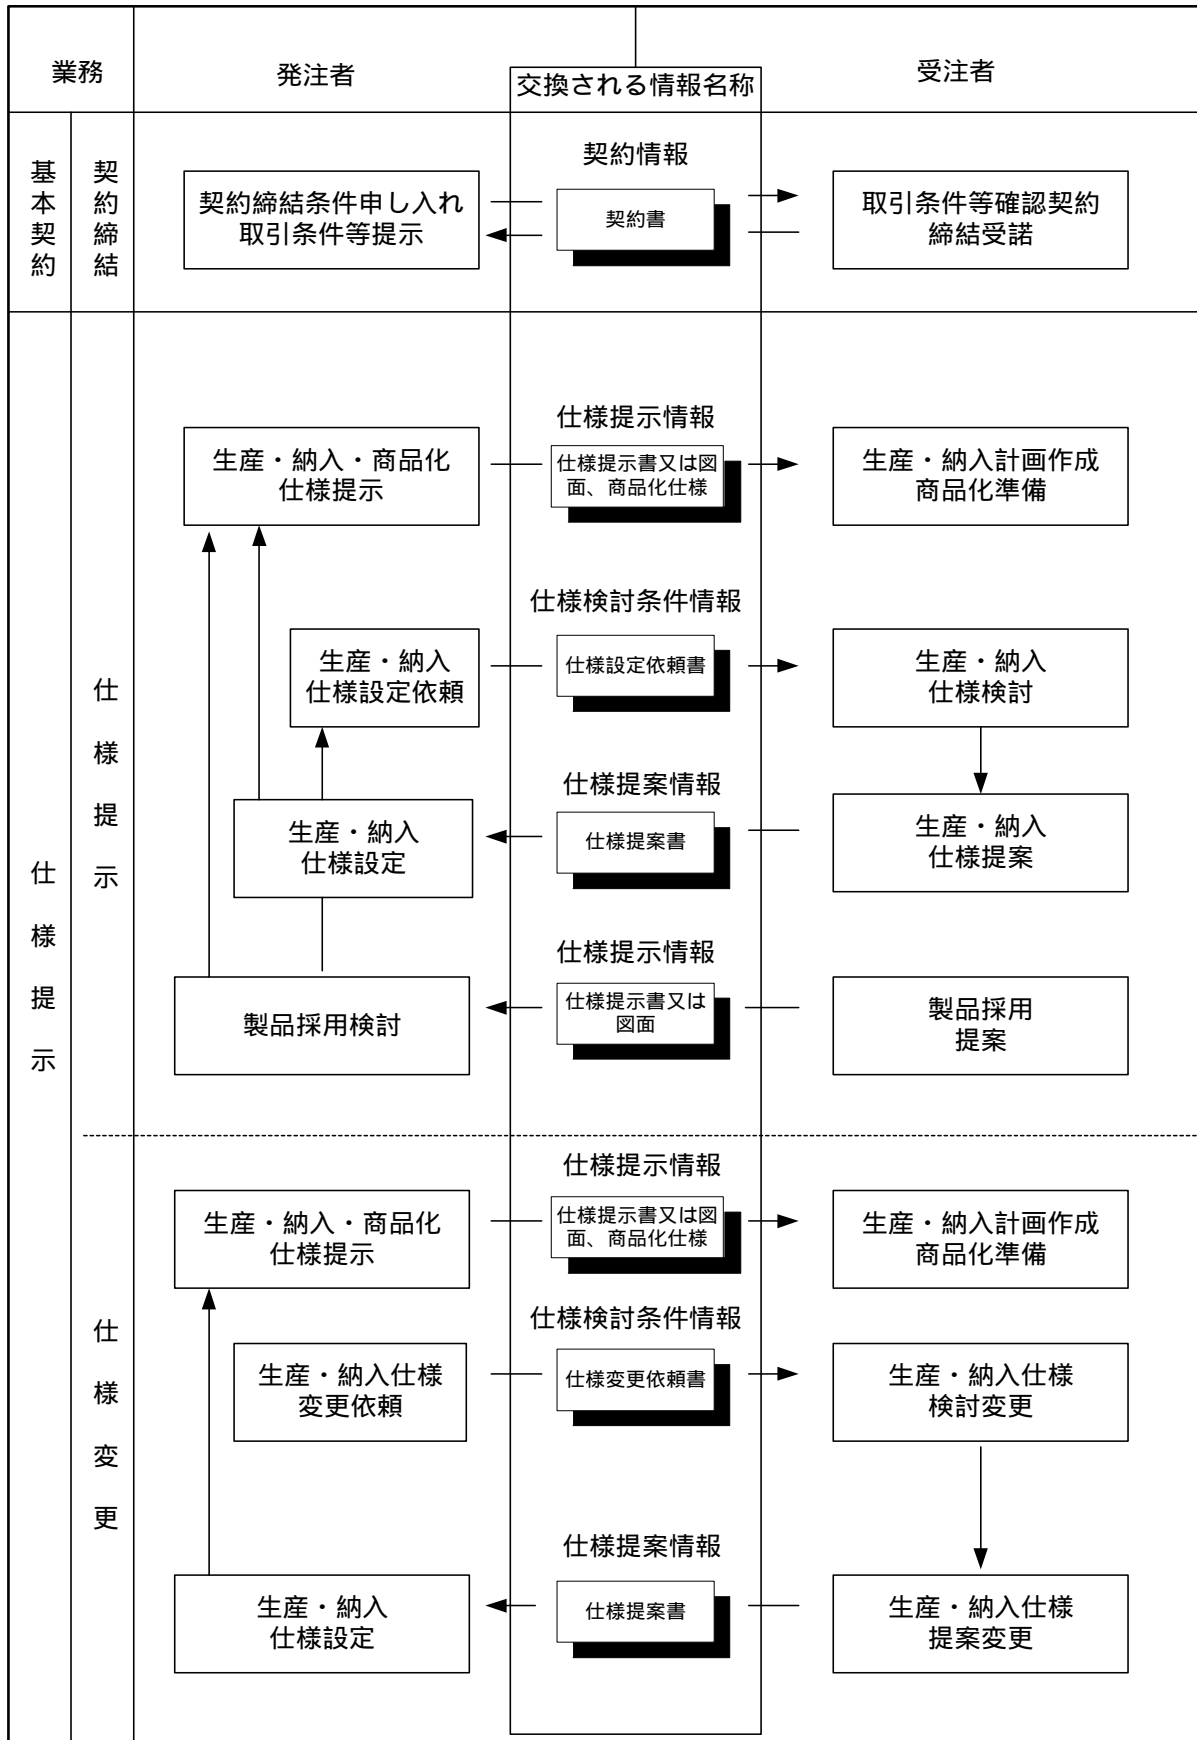 業務
発注者
交換される情報名称
受注者
基本契約
契約締結
契約情報
契約締結条件申し入れ
取引条件等提示
契約書
取引条件等確認契約
締結受諾
仕様提示
仕様提示
仕様提示情報
生産・納入・商品化
仕様提示
仕様提示書又は図
面、商品化仕様
生産・納入計画作成
商品化準備
仕様検討条件情報
生産・納入
仕様設定依頼
仕様設定依頼書
生産・納入
仕様検討
仕様提案情報
生産・納入
仕様設定
仕様提案書
生産・納入
仕様提案
仕様提示情報
製品採用検討
仕様提示書又は
図面
製品採用
提案
仕様変更
仕様提示情報
生産・納入・商品化
仕様提示
仕様提示書又は図
面、商品化仕様
生産・納入計画作成
商品化準備
仕様検討条件情報
生産・納入仕様
変更依頼
仕様変更依頼書
生産・納入仕様
検討変更
仕様提案情報
生産・納入
仕様設定
仕様提案書
生産・納入仕様
提案変更